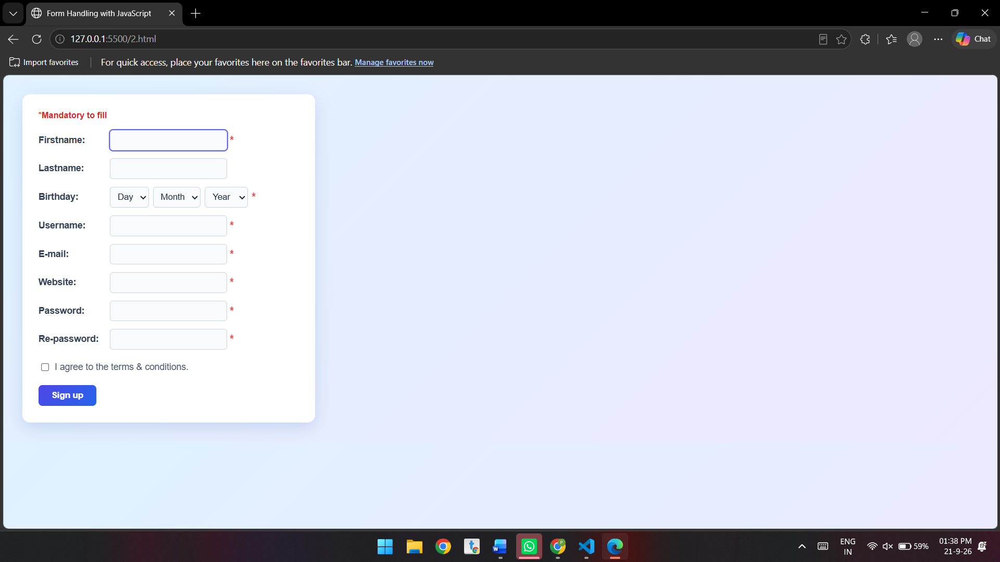 Form Handling with JavaScript
127.0.0.1:5500/2.html
Chat
Import favorites
For quick access, place your favorites here on the favorites bar. Manage favorites now
*Mandatory to fill
Firstname: *
Lastname:
Birthday: Day Month Year *
Username: *
E-mail: *
Website: *
Password: *
Re-password: *
I agree to the terms & conditions.
Sign up
ENG
IN
59%
01:38 PM
21-9-26